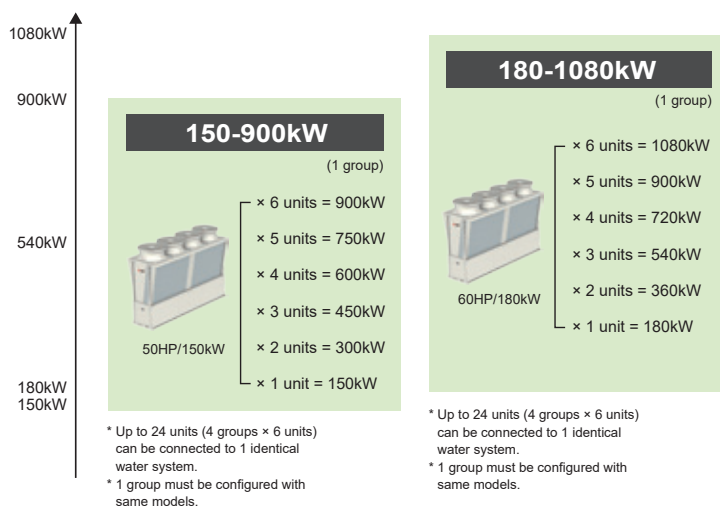 1080kW
900kW
540kW
180kW
150kW
150-900kW
(1 group)
× 6 units = 900kW
× 5 units = 750kW
× 4 units = 600kW
× 3 units = 450kW
× 2 units = 300kW
× 1 unit = 150kW
50HP/150kW
* Up to 24 units (4 groups × 6 units)
can be connected to 1 identical
water system.
* 1 group must be configured with
same models.
180-1080kW
(1 group)
× 6 units = 1080kW
× 5 units = 900kW
× 4 units = 720kW
× 3 units = 540kW
× 2 units = 360kW
× 1 unit = 180kW
60HP/180kW
* Up to 24 units (4 groups × 6 units)
can be connected to 1 identical
water system.
* 1 group must be configured with
same models.